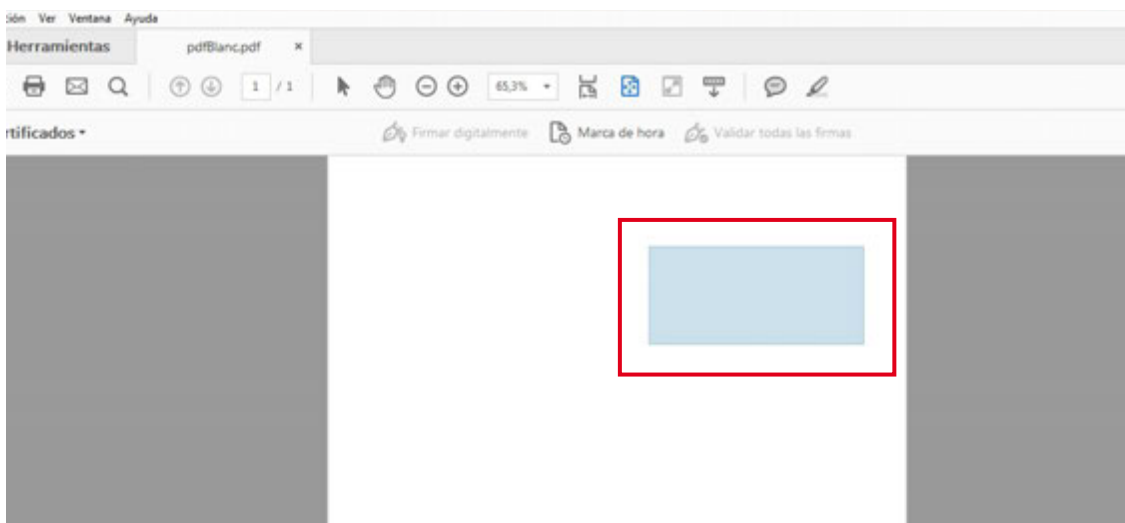 ción Ver Ventana Ayuda
Herramientas pdfBlanc.pdf ×
1 / 1 65,3%
rtificados
Firmar digitalmente Marca de hora Validar todas las firmas